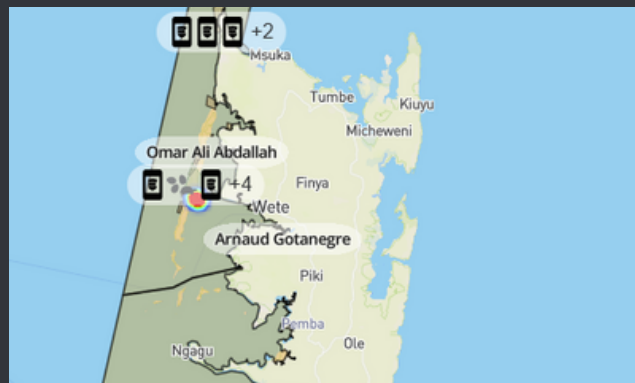 +2
Msuka
Tumbe
Kiuyu
Micheweni
Omar Ali Abdallah
+4
Finya
Wete
Arnaud Gotanegre
Piki
Pemba
Ole
Ngagu